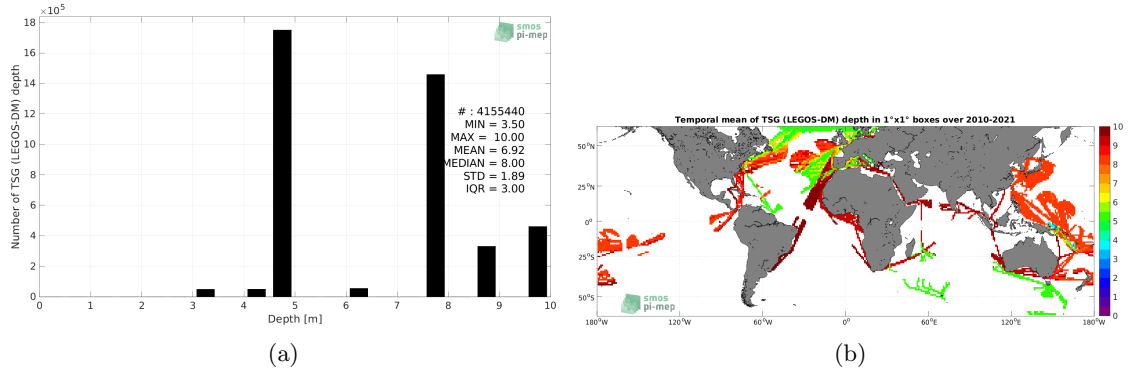 ×10⁵
18
16
14
12
10
8
6
4
2
0
Number of TSG (LEGOS-DM) depth
smos
pi-mep
# : 4155440
MIN = 3.50
MAX = 10.00
MEAN = 6.92
MEDIAN = 8.00
STD = 1.89
IQR = 3.00
0 1 2 3 4 5 6 7 8 9 10
Depth [m]
(a)
Temporal mean of TSG (LEGOS-DM) depth in 1°x1° boxes over 2010-2021
50°N
25°N
0°
25°S
50°S
smos
pi-mep
180°W 120°W 60°W 0° 60°E 120°E 180°W
10
9
8
7
6
5
4
3
2
1
0
(b)